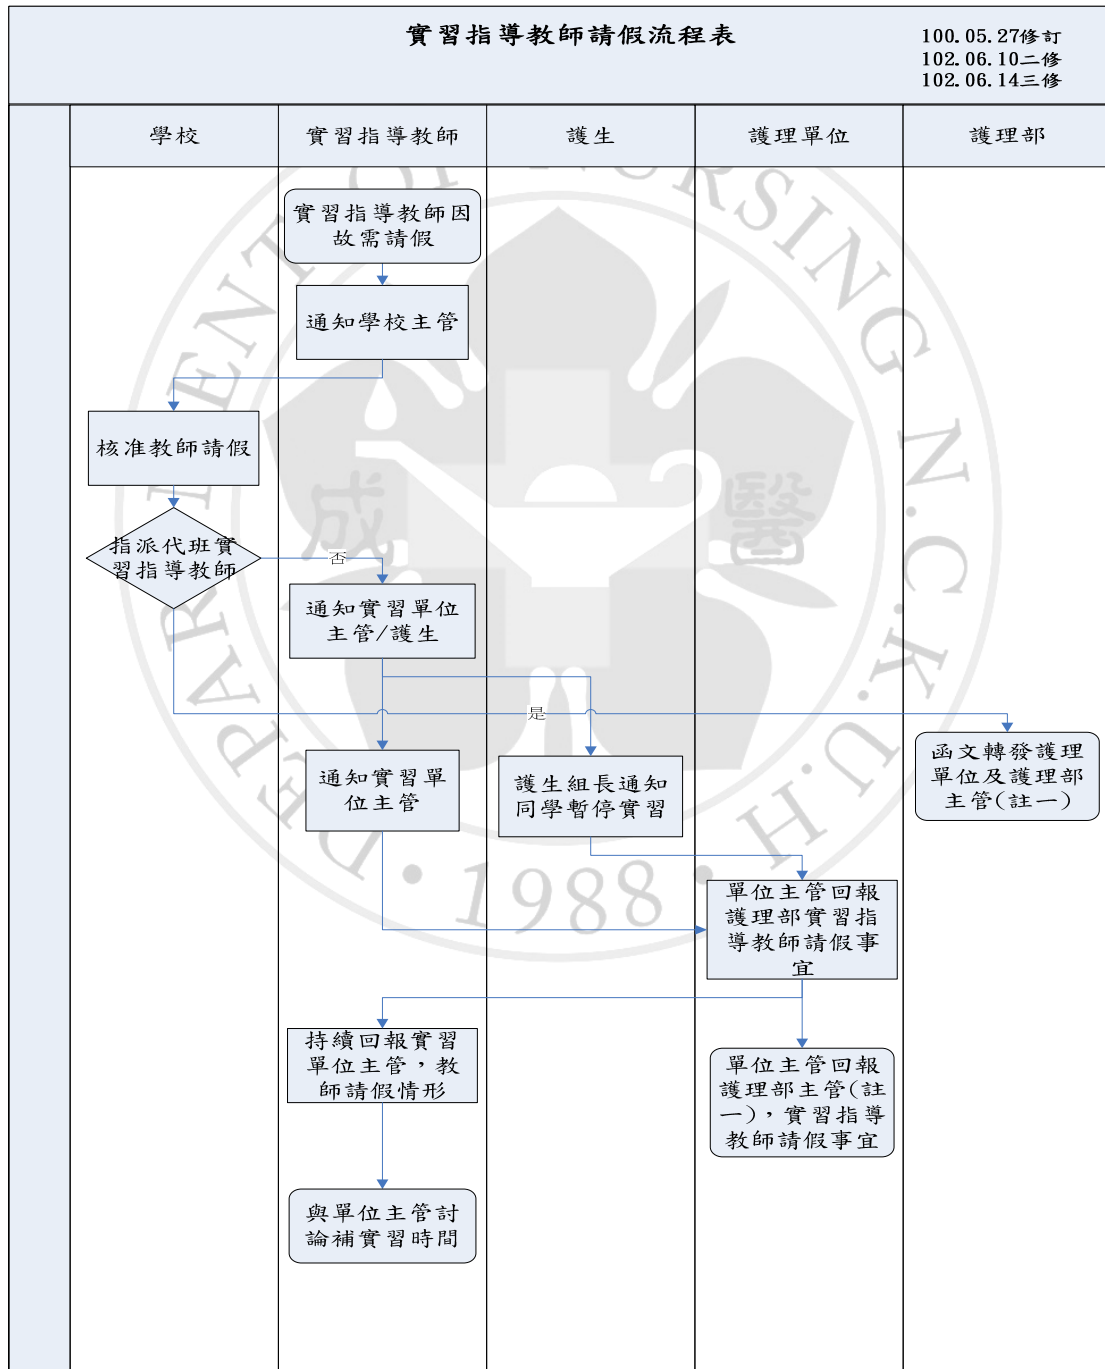 實習指導教師請假流程表
100.05.27修訂
102.06.10二修
102.06.14三修
學校
實習指導教師
護生
護理單位
護理部
實習指導教師因
故需請假
通知學校主管
核准教師請假
指派代班實
習指導教師
否
通知實習單位
主管/護生
是
通知實習單
位主管
護生組長通知
同學暫停實習
函文轉發護理
單位及護理部
主管(註一)
單位主管回報
護理部實習指
導教師請假事
宜
持續回報實習
單位主管，教
師請假情形
單位主管回報
護理部主管(註
一)，實習指導
教師請假事宜
與單位主管討
論補實習時間
DEPARTMENT OF NURSING N.C.K.U.H.
成 醫
1988